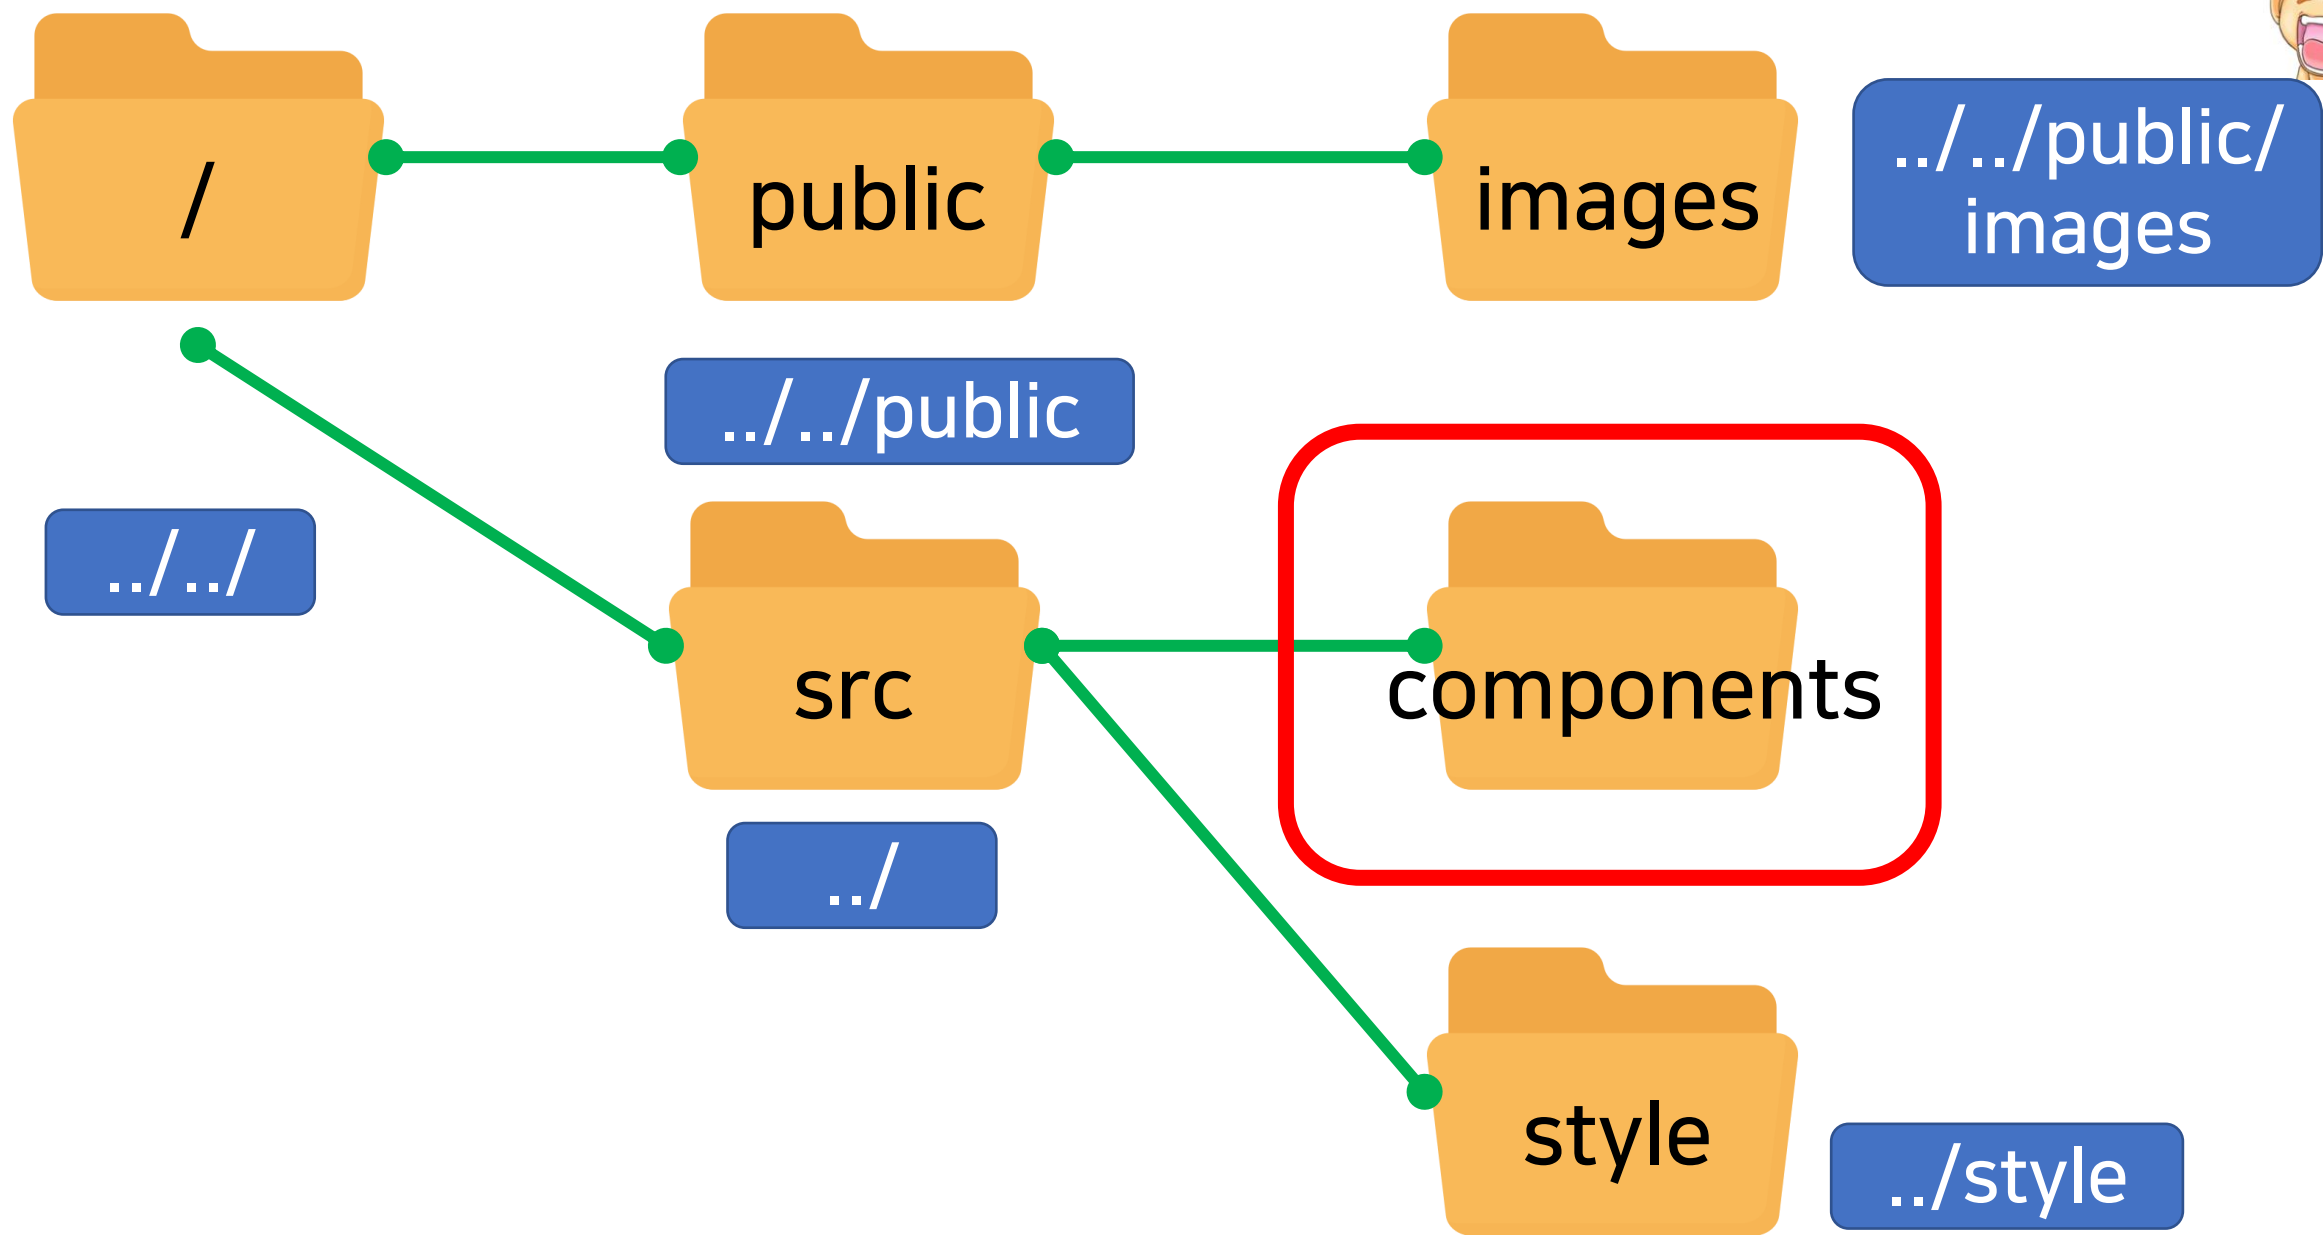 /
public
images
../../public/
images
../../public
../../
src
components
../
style
../style